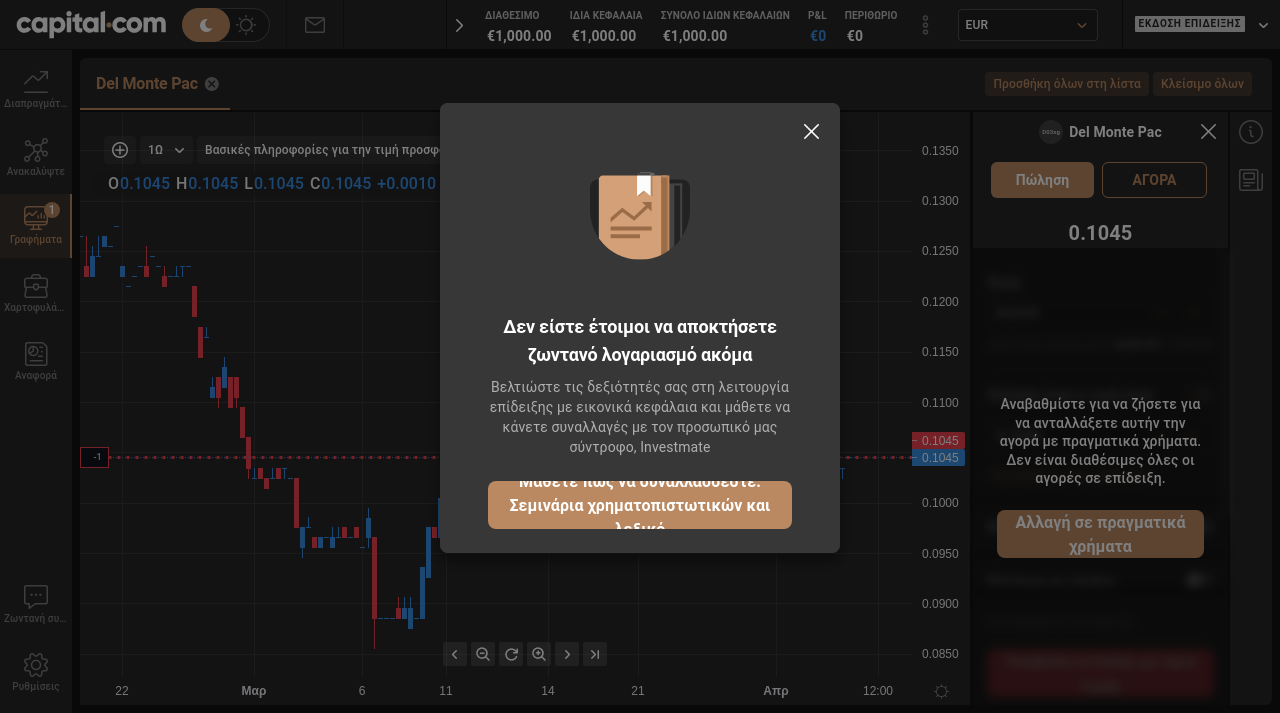 capital.com
ΔΙΑΘΕΣΙΜΟ
€1,000.00
ΙΔΙΑ ΚΕΦΑΛΑΙΑ
€1,000.00
ΣΥΝΟΛΟ ΙΔΙΩΝ ΚΕΦΑΛΑΙΩΝ
€1,000.00
P&L
€0
ΠΕΡΙΘΩΡΙΟ
€0
EUR
ΕΚΔΟΣΗ ΕΠΙΔΕΙΞΗΣ
Διαπραγμάτ...
Ανακαλύψτε
1
Γραφήματα
Χαρτοφυλά...
Αναφορά
Ζωντανή συ...
Ρυθμίσεις
Del Monte Pac
Προσθήκη όλων στη λίστα
Κλείσιμο όλων
1Ω
Βασικές πληροφορίες για την τιμή
O0.1045 H0.1045 L0.1045 C0.1045 +0.0010
-1
0.1350
0.1300
0.1250
0.1200
0.1150
0.1100
0.1045
0.1045
0.1000
0.0950
0.0900
0.0850
22
Μαρ
6
11
14
21
Απρ
12:00
Δεν είστε έτοιμοι να αποκτήσετε
ζωντανό λογαριασμό ακόμα
Βελτιώστε τις δεξιότητές σας στη λειτουργία
επίδειξης με εικονικά κεφάλαια και μάθετε να
κάνετε συναλλαγές με τον προσωπικό μας
σύντροφο, Investmate
Μάθετε πώς να συναλλάσσεστε.
Σεμινάρια χρηματοπιστωτικών και
λεξικό
Del Monte Pac
Πώληση
ΑΓΟΡΑ
0.1045
Αναβαθμίστε για να ζήσετε για
να ανταλλάξετε αυτήν την
αγορά με πραγματικά χρήματα.
Δεν είναι διαθέσιμες όλες οι
αγορές σε επίδειξη.
Αλλαγή σε πραγματικά
χρήματα